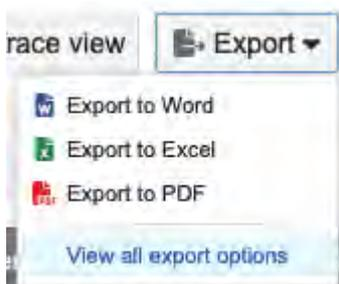 race view Export
Export to Word
Export to Excel
Export to PDF
View all export options